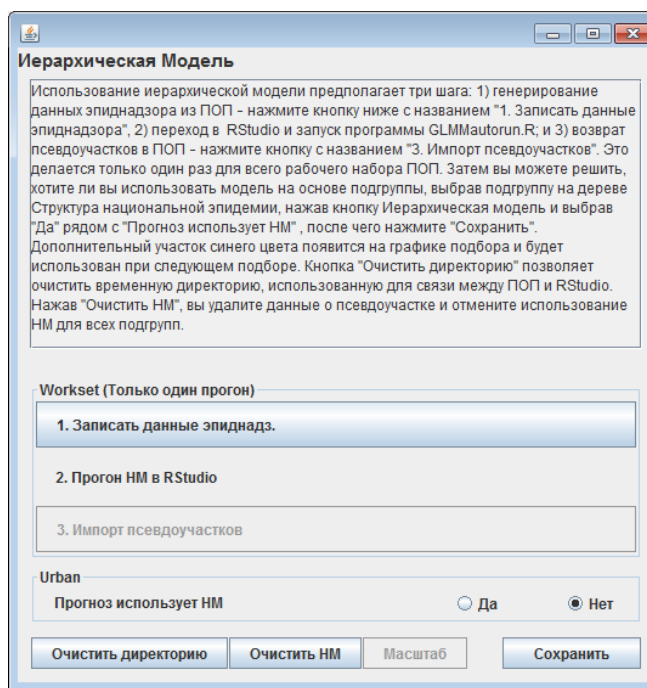 Иерархическая Модель
Использование иерархической модели предполагает три шага: 1) генерирование
данных эпиднадзора из ПОП - нажмите кнопку ниже с названием "1. Записать данные
эпиднадзора", 2) переход в RStudio и запуск программы GLMMautorun.R; и 3) возврат
псевдоучастков в ПОП - нажмите кнопку с названием "3. Импорт псевдоучастков". Это
делается только один раз для всего рабочего набора ПОП. Затем вы можете решить,
хотите ли вы использовать модель на основе подгруппы, выбрав подгруппу на дереве
Структура национальной эпидемии, нажав кнопку Иерархическая модель и выбрав
"Да" рядом с "Прогноз использует НМ" , после чего нажмите "Сохранить".
Дополнительный участок синего цвета появится на графике подбора и будет
использован при следующем подборе. Кнопка "Очистить директорию" позволяет
очистить временную директорию, использованную для связи между ПОП и RStudio.
Нажав "Очистить НМ", вы удалите данные о псевдоучастке и отмените использование
НМ для всех подгрупп.
Workset (Только один прогон)
1. Записать данные эпиднадз.
2. Прогон НМ в RStudio
3. Импорт псевдоучастков
Urban
Прогноз использует НМ Да Нет
Очистить директорию Очистить НМ Масштаб Сохранить